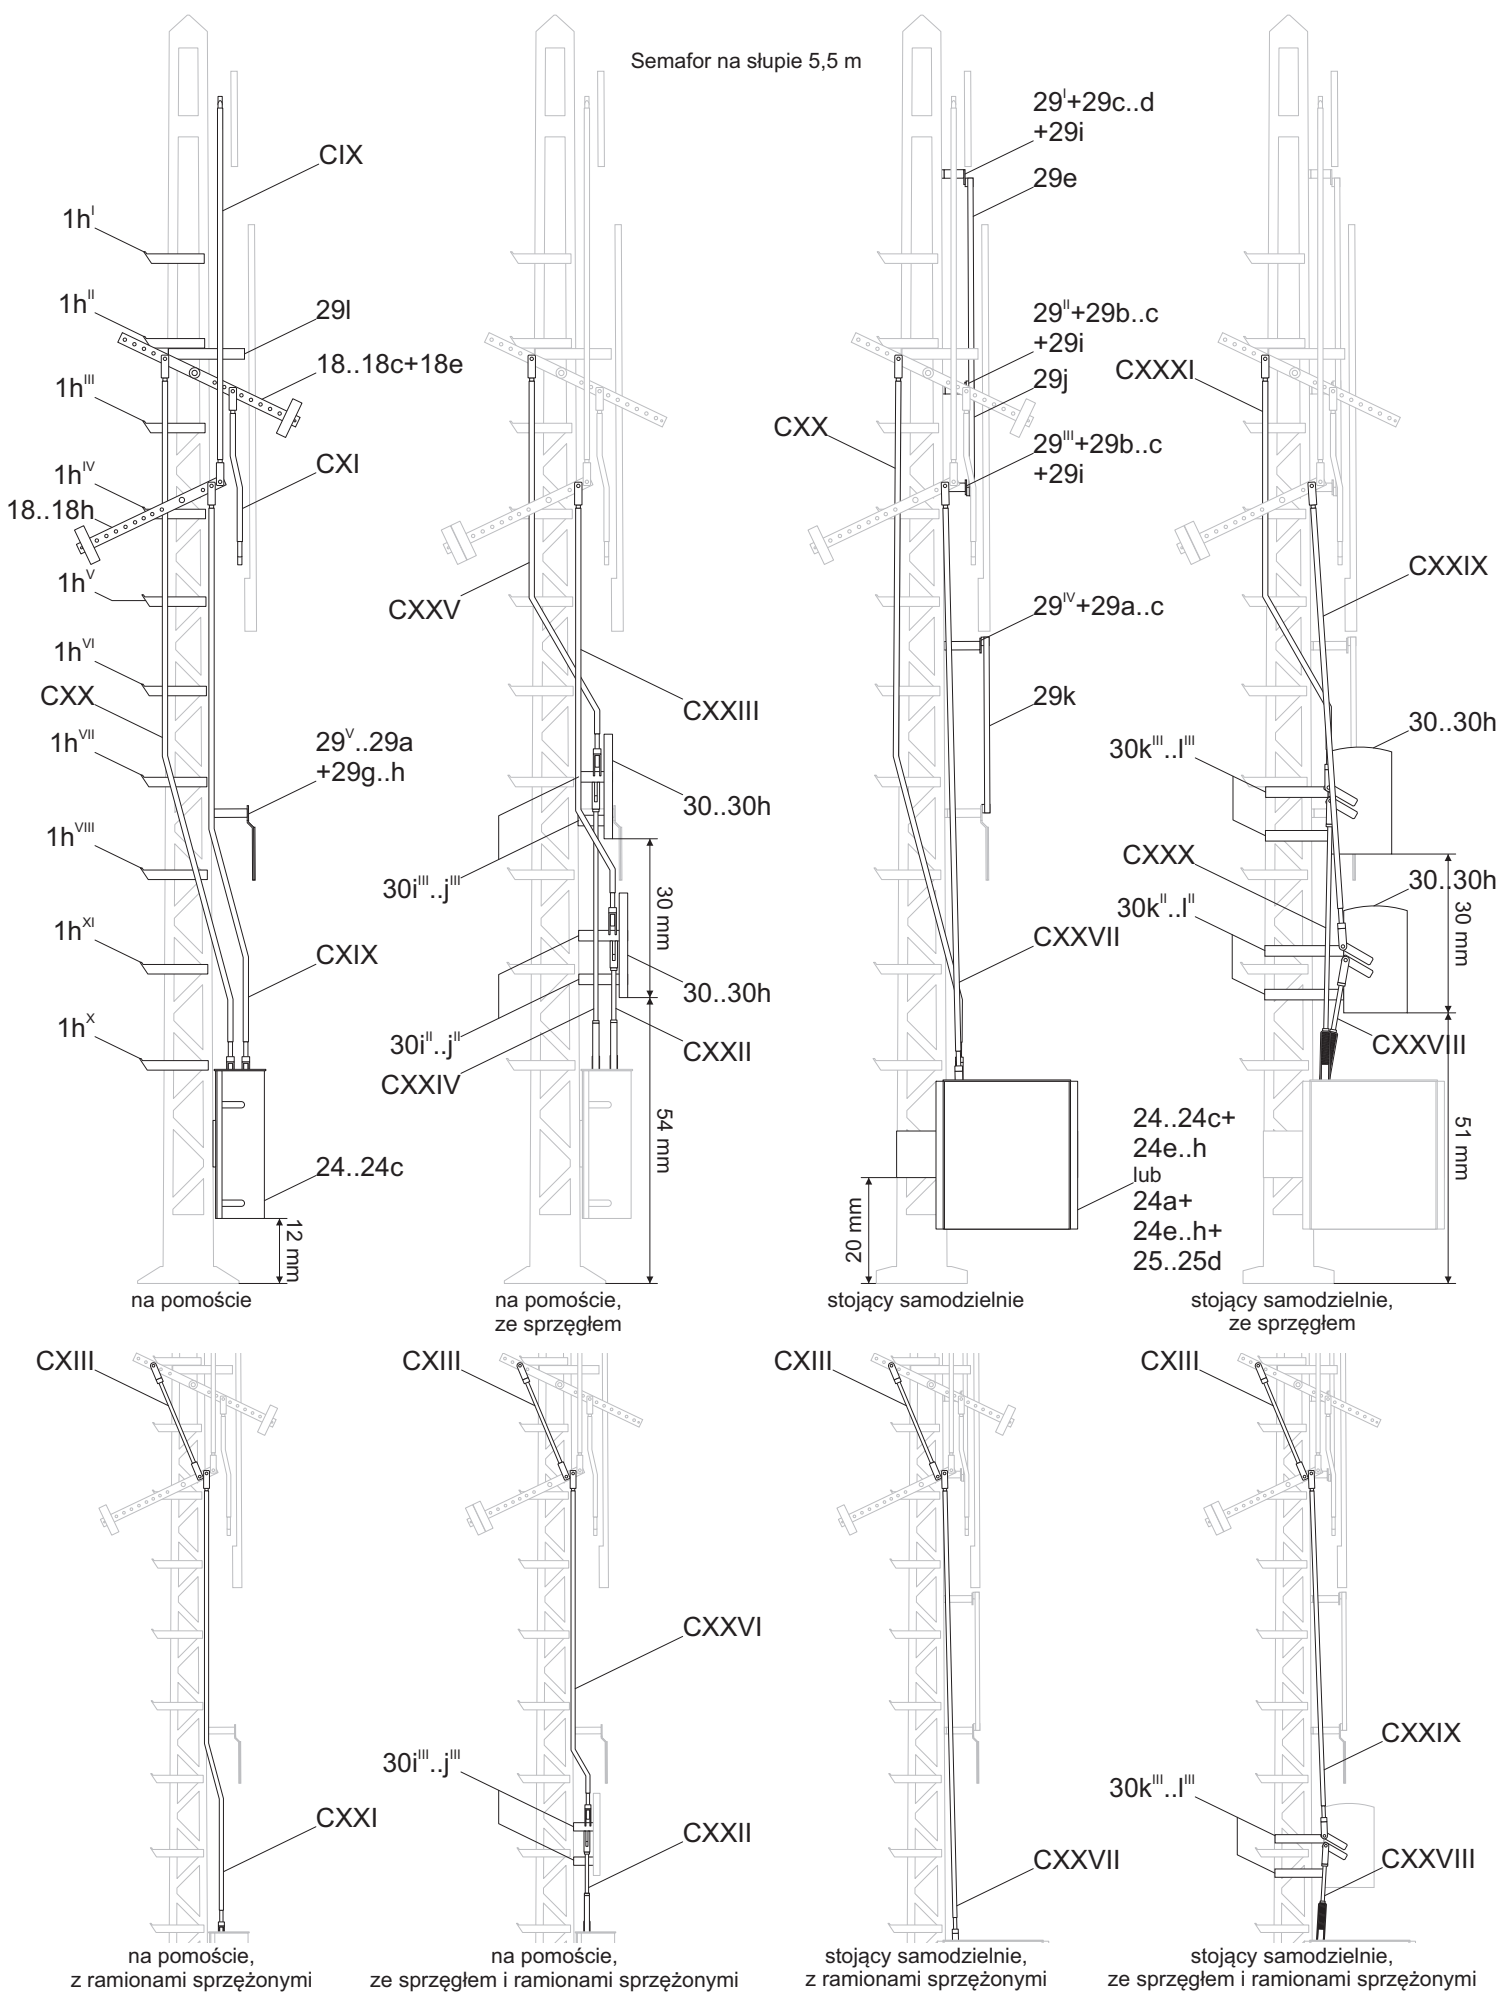 Semafor na słupie 5,5 m
CIX
1hᴵ
1hᴵᴵ
29l
18..18c+18e
1hᴵᴵᴵ
1hᴵⱽ
CXI
18..18h
1hⱽ
1hⱽᴵ
CXX
1hⱽᴵᴵ
29ⱽ..29a
+29g..h
1hⱽᴵᴵᴵ
1hˣᴵ
CXIX
1hˣ
24..24c
12 mm
na pomoście
CXXV
CXXIII
30..30h
30iᴵᴵᴵ..jᴵᴵᴵ
30 mm
30..30h
30iᴵᴵ..jᴵᴵ
CXXII
CXXIV
54 mm
na pomoście,
ze sprzęgłem
29ᴵ+29c..d
+29i
29e
29ᴵᴵ+29b..c
+29i
29j
CXX
29ᴵᴵᴵ+29b..c
+29i
29ᴵⱽ+29a..c
29k
CXXVII
24..24c+
24e..h
lub
24a+
24e..h+
25..25d
20 mm
stojący samodzielnie
CXXXI
CXXIX
30..30h
30kᴵᴵᴵ..lᴵᴵᴵ
CXXX
30..30h
30kᴵᴵ..lᴵᴵ
30 mm
CXXVIII
51 mm
stojący samodzielnie,
ze sprzęgłem
CXIII
CXXI
na pomoście,
z ramionami sprzężonymi
CXIII
CXXVI
30iᴵᴵᴵ..jᴵᴵᴵ
CXXII
na pomoście,
ze sprzęgłem i ramionami sprzężonymi
CXIII
CXXVII
stojący samodzielnie,
z ramionami sprzężonymi
CXIII
CXXIX
30kᴵᴵᴵ..lᴵᴵᴵ
CXXVIII
stojący samodzielnie,
ze sprzęgłem i ramionami sprzężonymi